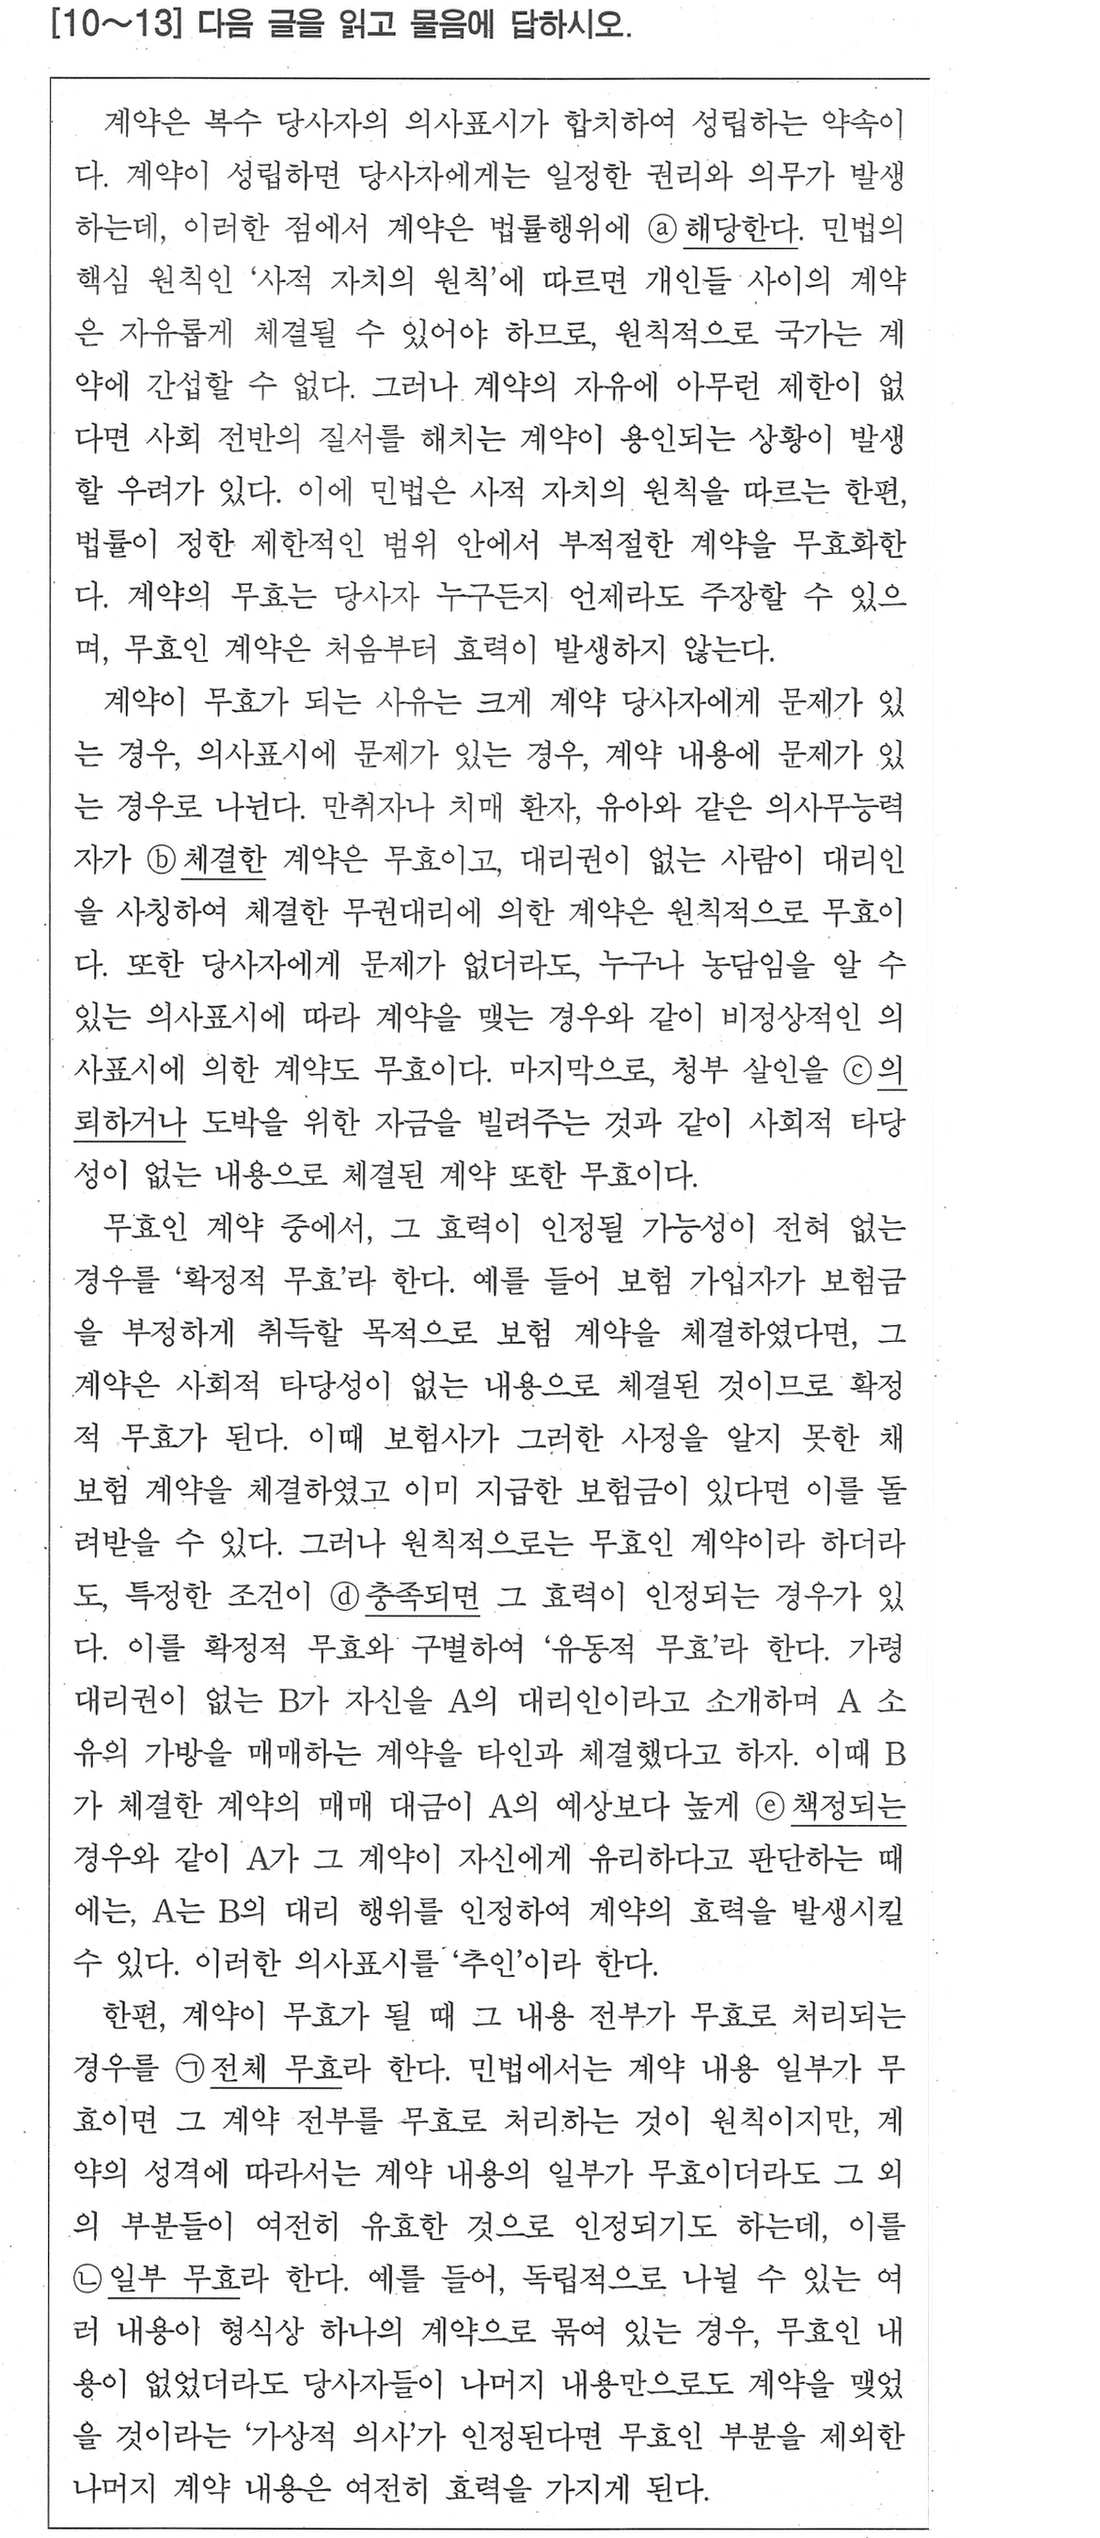 [10～13] 다음 글을 읽고 물음에 답하시오.
계약은 복수 당사자의 의사표시가 합치하여 성립하는 약속이
다. 계약이 성립하면 당사자에게는 일정한 권리와 의무가 발생
하는데, 이러한 점에서 계약은 법률행위에 ⓐ해당한다. 민법의
핵심 원칙인 ‘사적 자치의 원칙’에 따르면 개인들 사이의 계약
은 자유롭게 체결될 수 있어야 하므로, 원칙적으로 국가는 계
약에 간섭할 수 없다. 그러나 계약의 자유에 아무런 제한이 없
다면 사회 전반의 질서를 해치는 계약이 용인되는 상황이 발생
할 우려가 있다. 이에 민법은 사적 자치의 원칙을 따르는 한편,
법률이 정한 제한적인 범위 안에서 부적절한 계약을 무효화한
다. 계약의 무효는 당사자 누구든지 언제라도 주장할 수 있으
며, 무효인 계약은 처음부터 효력이 발생하지 않는다.
계약이 무효가 되는 사유는 크게 계약 당사자에게 문제가 있
는 경우, 의사표시에 문제가 있는 경우, 계약 내용에 문제가 있
는 경우로 나뉜다. 만취자나 치매 환자, 유아와 같은 의사무능력
자가 ⓑ체결한 계약은 무효이고, 대리권이 없는 사람이 대리인
을 사칭하여 체결한 무권대리에 의한 계약은 원칙적으로 무효이
다. 또한 당사자에게 문제가 없더라도, 누구나 농담임을 알 수
있는 의사표시에 따라 계약을 맺는 경우와 같이 비정상적인 의
사표시에 의한 계약도 무효이다. 마지막으로, 청부 살인을 ⓒ의
뢰하거나 도박을 위한 자금을 빌려주는 것과 같이 사회적 타당
성이 없는 내용으로 체결된 계약 또한 무효이다.
무효인 계약 중에서, 그 효력이 인정될 가능성이 전혀 없는
경우를 ‘확정적 무효’라 한다. 예를 들어 보험 가입자가 보험금
을 부정하게 취득할 목적으로 보험 계약을 체결하였다면, 그
계약은 사회적 타당성이 없는 내용으로 체결된 것이므로 확정
적 무효가 된다. 이때 보험사가 그러한 사정을 알지 못한 채
보험 계약을 체결하였고 이미 지급한 보험금이 있다면 이를 돌
려받을 수 있다. 그러나 원칙적으로는 무효인 계약이라 하더라
도, 특정한 조건이 ⓓ충족되면 그 효력이 인정되는 경우가 있
다. 이를 확정적 무효와 구별하여 ‘유동적 무효’라 한다. 가령
대리권이 없는 B가 자신을 A의 대리인이라고 소개하며 A 소
유의 가방을 매매하는 계약을 타인과 체결했다고 하자. 이때 B
가 체결한 계약의 매매 대금이 A의 예상보다 높게 ⓔ책정되는
경우와 같이 A가 그 계약이 자신에게 유리하다고 판단하는 때
에는, A는 B의 대리 행위를 인정하여 계약의 효력을 발생시킬
수 있다. 이러한 의사표시를 ‘추인’이라 한다.
한편, 계약이 무효가 될 때 그 내용 전부가 무효로 처리되는
경우를 ㉠전체 무효라 한다. 민법에서는 계약 내용 일부가 무
효이면 그 계약 전부를 무효로 처리하는 것이 원칙이지만, 계
약의 성격에 따라서는 계약 내용의 일부가 무효이더라도 그 외
의 부분들이 여전히 유효한 것으로 인정되기도 하는데, 이를
㉡일부 무효라 한다. 예를 들어, 독립적으로 나뉠 수 있는 여
러 내용이 형식상 하나의 계약으로 묶여 있는 경우, 무효인 내
용이 없었더라도 당사자들이 나머지 내용만으로도 계약을 맺었
을 것이라는 ‘가상적 의사’가 인정된다면 무효인 부분을 제외한
나머지 계약 내용은 여전히 효력을 가지게 된다.